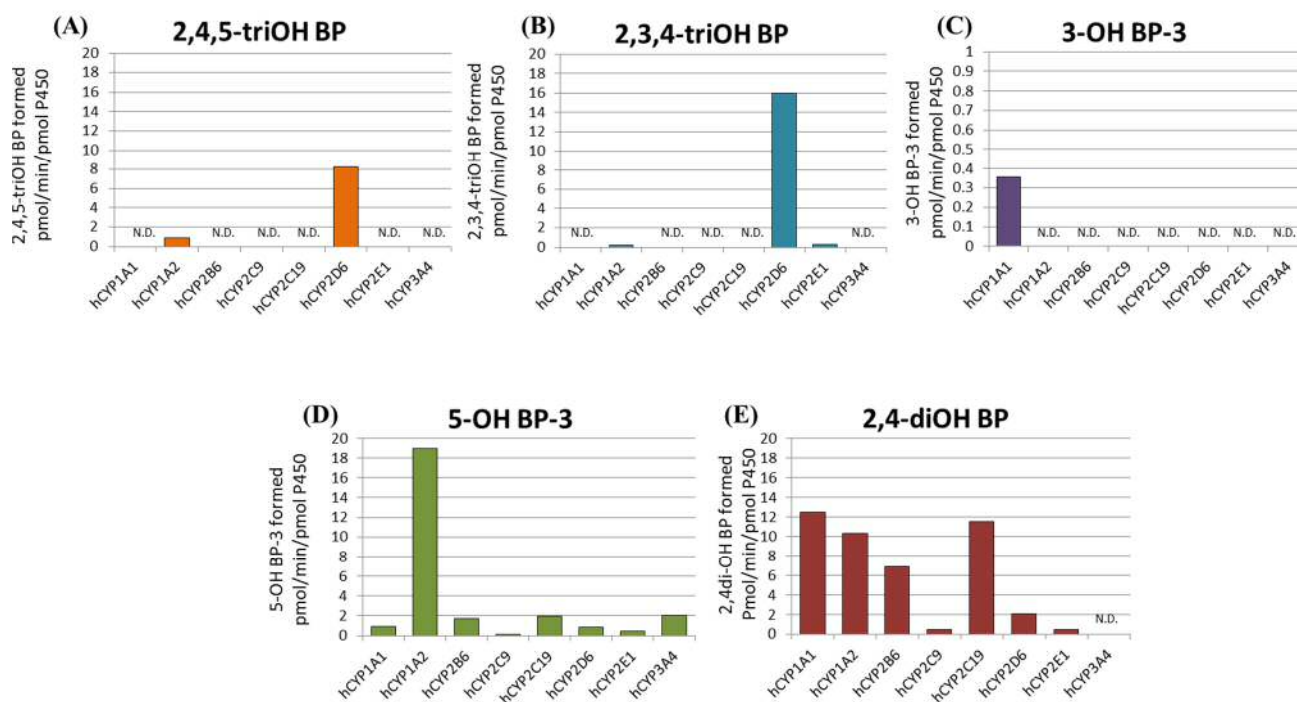 (A)
2,4,5-triOH BP
2,4,5-triOH BP formed
pmol/min/pmol P450
20
18
16
14
12
10
8
6
4
2
0
N.D.
N.D.
N.D.
N.D.
N.D.
N.D.
hCYP1A1
hCYP1A2
hCYP2B6
hCYP2C9
hCYP2C19
hCYP2D6
hCYP2E1
hCYP3A4
(B)
2,3,4-triOH BP
2,3,4-triOH BP formed
pmol/min/pmol P450
20
18
16
14
12
10
8
6
4
2
0
N.D.
N.D.
N.D.
N.D.
N.D.
hCYP1A1
hCYP1A2
hCYP2B6
hCYP2C9
hCYP2C19
hCYP2D6
hCYP2E1
hCYP3A4
(C)
3-OH BP-3
3-OH BP-3 formed
pmol/min/pmol P450
1
0.9
0.8
0.7
0.6
0.5
0.4
0.3
0.2
0.1
0
N.D.
N.D.
N.D.
N.D.
N.D.
N.D.
N.D.
hCYP1A1
hCYP1A2
hCYP2B6
hCYP2C9
hCYP2C19
hCYP2D6
hCYP2E1
hCYP3A4
(D)
5-OH BP-3
5-OH BP-3 formed
pmol/min/pmol P450
20
18
16
14
12
10
8
6
4
2
0
hCYP1A1
hCYP1A2
hCYP2B6
hCYP2C9
hCYP2C19
hCYP2D6
hCYP2E1
hCYP3A4
(E)
2,4-diOH BP
2,4di-OH BP formed
Pmol/min/pmol P450
20
18
16
14
12
10
8
6
4
2
0
N.D.
hCYP1A1
hCYP1A2
hCYP2B6
hCYP2C9
hCYP2C19
hCYP2D6
hCYP2E1
hCYP3A4